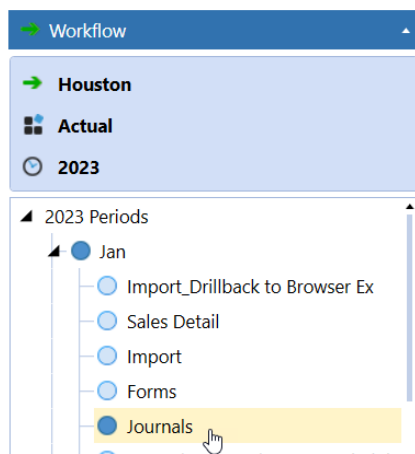 Workflow
Houston
Actual
2023
2023 Periods
Jan
Import_Drillback to Browser Ex
Sales Detail
Import
Forms
Journals